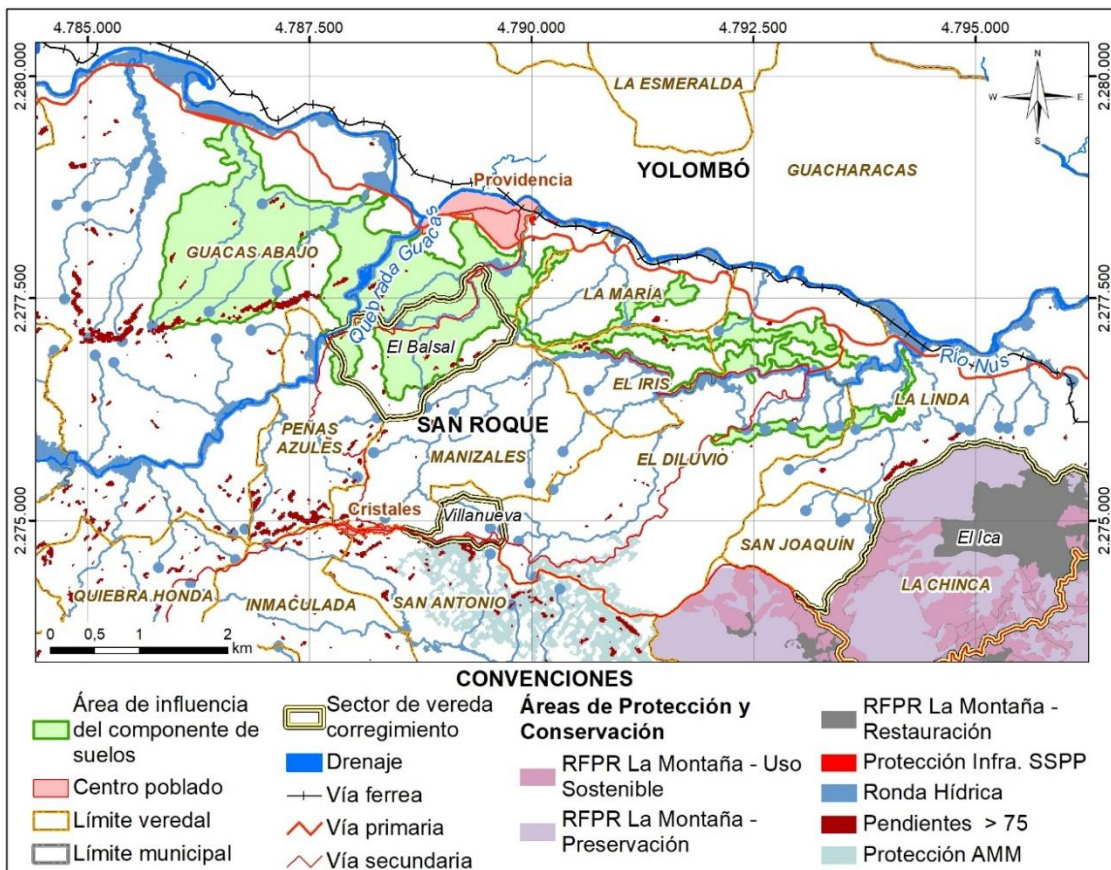 4.785.000
4.787.500
4.790.000
4.792.500
4.795.000
2.280.000
2.280.000
N
W
E
S
LA ESMERALDA
YOLOMBÓ
GUACHARACAS
Providencia
GUACAS ABAJO
Quebrada Guacas
2.277.500
2.277.500
LA MARÍA
El Balsal
Río Nus
EL IRIS
LA LINDA
PEÑAS
AZULES
SAN ROQUE
MANIZALES
EL DILUVIO
2.275.000
2.275.000
Cristales
Villanueva
SAN JOAQUÍN
El Ica
LA CHINCA
QUIEBRA HONDA
INMACULADA
SAN ANTONIO
0 0,5 1 2
km
CONVENCIONES
Área de influencia
del componente de
suelos
Centro poblado
Límite veredal
Límite municipal
Sector de vereda
corregimiento
Drenaje
Vía ferrea
Vía primaria
Vía secundaria
Áreas de Protección y
Conservación
RFPR La Montaña - Uso
Sostenible
RFPR La Montaña -
Preservación
RFPR La Montaña -
Restauración
Protección Infra. SSPP
Ronda Hídrica
Pendientes > 75
Protección AMM